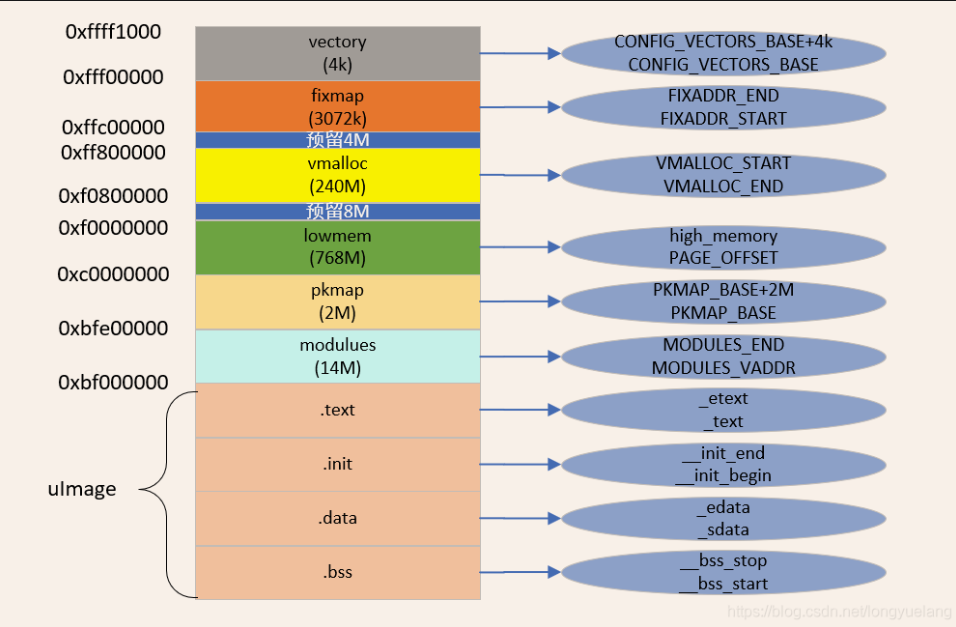 0xffff1000
vectory
(4k)
CONFIG_VECTORS_BASE+4k
CONFIG_VECTORS_BASE
0xfff00000
fixmap
(3072k)
FIXADDR_END
FIXADDR_START
0xffc00000
预留4M
0xff800000
vmalloc
(240M)
VMALLOC_START
VMALLOC_END
0xf0800000
预留8M
0xf0000000
lowmem
(768M)
high_memory
PAGE_OFFSET
0xc0000000
pkmap
(2M)
PKMAP_BASE+2M
PKMAP_BASE
0xbfe00000
modulues
(14M)
MODULES_END
MODULES_VADDR
0xbf000000
.text
_etext
_text
.init
__init_end
__init_begin
uImage
.data
_edata
_sdata
.bss
__bss_stop
__bss_start
https://blog.csdn.net/longyuelang